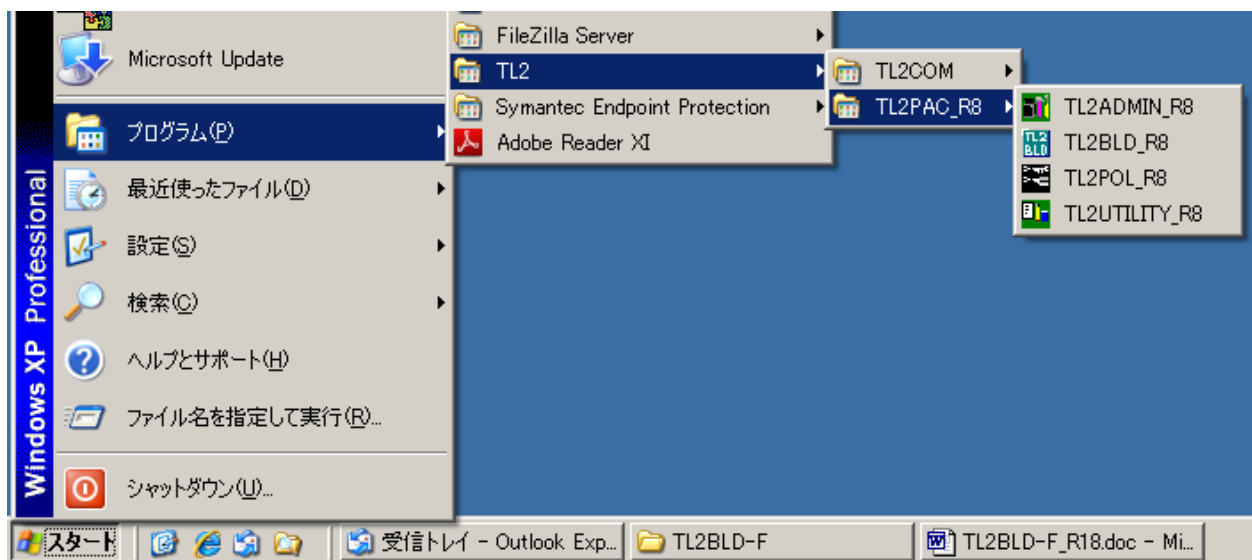 Windows XP Professional
Microsoft Update
プログラム(P)
最近使ったファイル(D)
設定(S)
検索(C)
ヘルプとサポート(H)
ファイル名を指定して実行(R)...
シャットダウン(U)...
FileZilla Server
TL2
Symantec Endpoint Protection
Adobe Reader XI
TL2COM
TL2PAC_R8
TL2ADMIN_R8
TL2
BLD
TL2BLD_R8
TL2POL_R8
TL2UTILITY_R8
スタート
受信トレイ - Outlook Exp...
TL2BLD-F
TL2BLD-F_R18.doc - Mi...